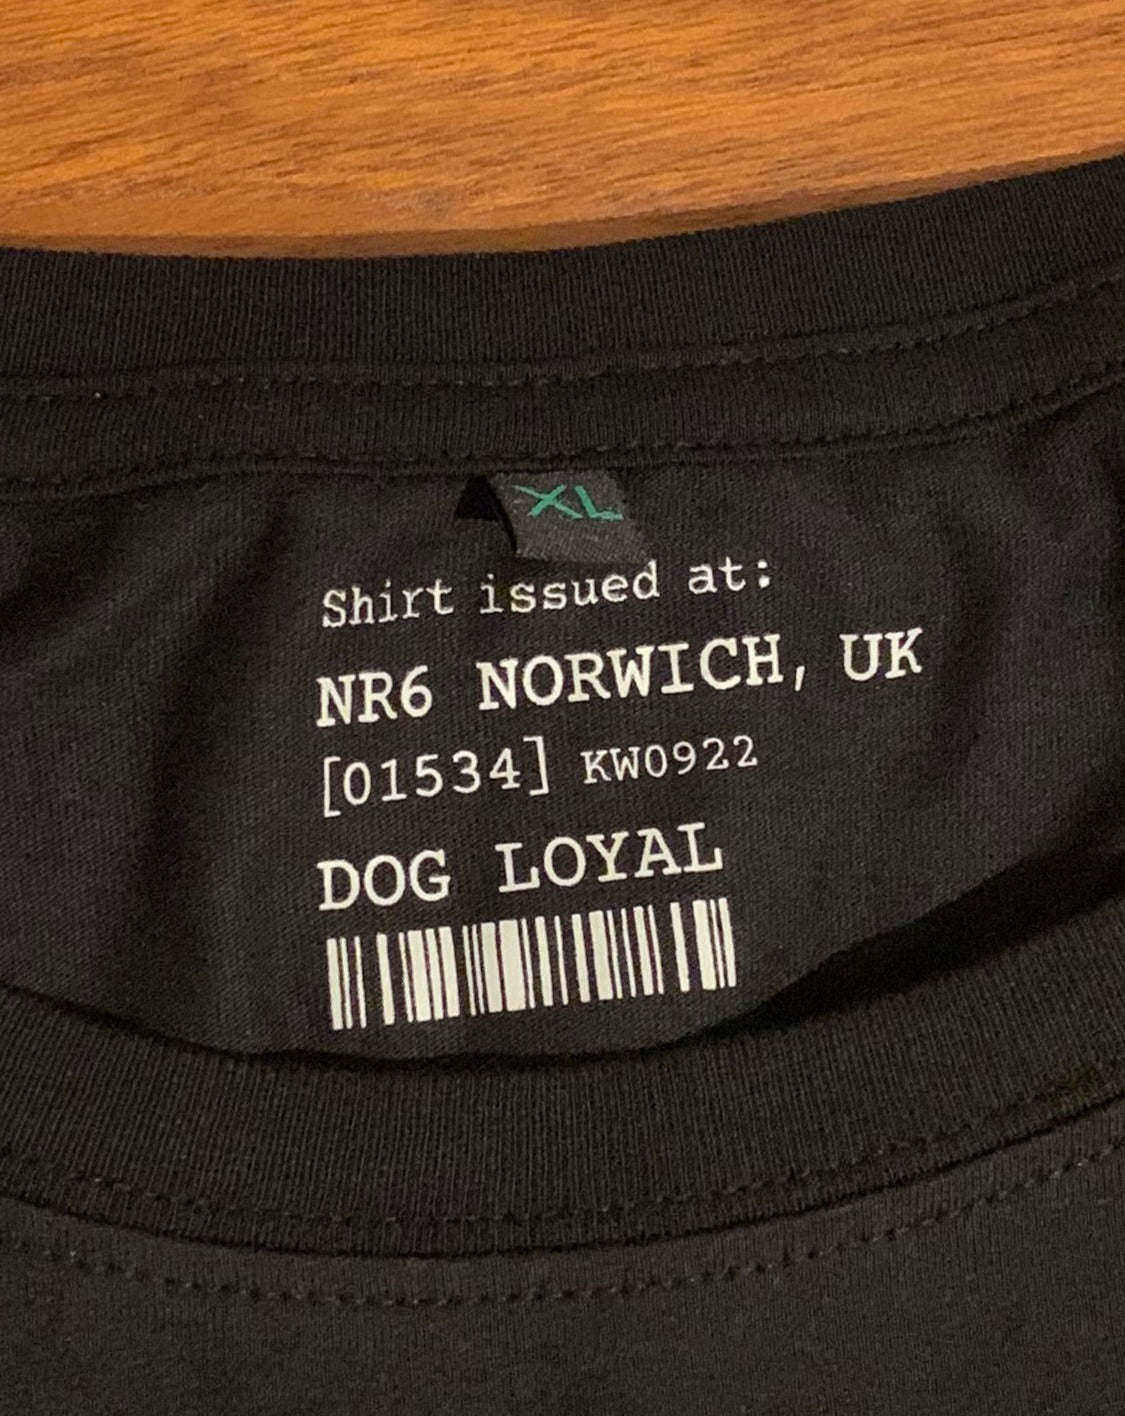 XL
Shirt issued at:
NR6 NORWICH, UK
[01534] KW0922
DOG LOYAL